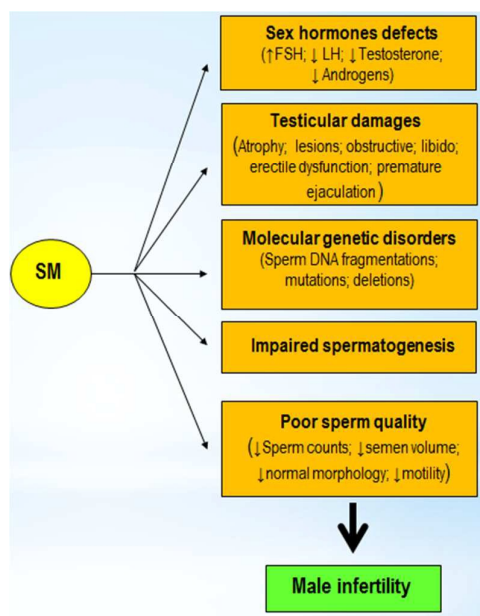 Sex hormones defects
(↑FSH; ↓ LH; ↓ Testosterone;
↓ Androgens)
Testicular damages
(Atrophy; lesions; obstructive; libido;
erectile dysfunction; premature
ejaculation)
Molecular genetic disorders
(Sperm DNA fragmentations;
mutations; deletions)
SM
Impaired spermatogenesis
Poor sperm quality
(↓Sperm counts; ↓semen volume;
↓normal morphology; ↓motility)
Male infertility